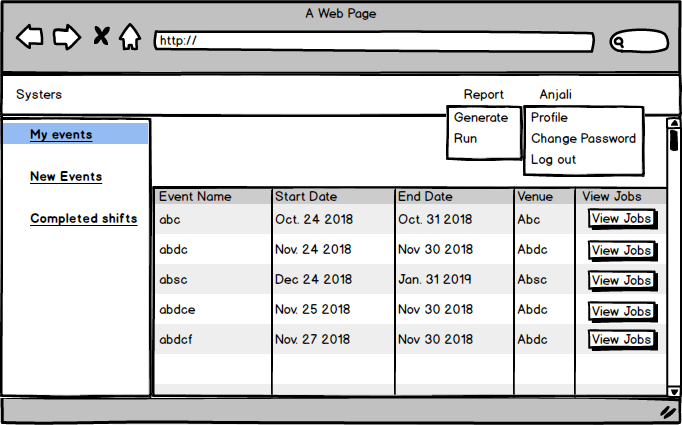 A Web Page
http://
Systers Report Anjali
Generate Profile
Run Change Password
Log out
My events
New Events
Completed shifts
Event Name Start Date End Date Venue View Jobs
abc Oct. 24 2018 Oct. 31 2018 Abc View Jobs
abdc Nov. 24 2018 Nov 30 2018 Abdc View Jobs
absc Dec 24 2018 Jan. 31 2019 Absc View Jobs
abdce Nov. 25 2018 Nov 30 2018 Abdc View Jobs
abdcf Nov. 27 2018 Nov 30 2018 Abdc View Jobs